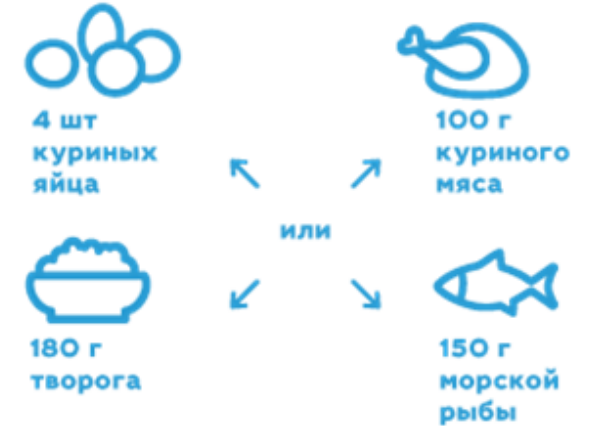 4 шт
куриных
яйца
100 г
куриного
мяса
или
180 г
творога
150 г
морской
рыбы